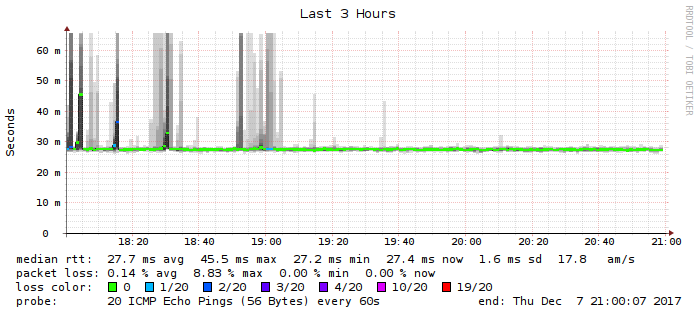 Last 3 Hours
RRDTOOL / TOBI OETIKER
Seconds
60 m
50 m
40 m
30 m
20 m
10 m
0
18:20 18:40 19:00 19:20 19:40 20:00 20:20 20:40 21:00
median rtt: 27.7 ms avg 45.5 ms max 27.2 ms min 27.4 ms now 1.6 ms sd 17.8 am/s
packet loss: 0.14 % avg 8.83 % max 0.00 % min 0.00 % now
loss color: 0 1/20 2/20 3/20 4/20 10/20 19/20
probe: 20 ICMP Echo Pings (56 Bytes) every 60s end: Thu Dec 7 21:00:07 2017